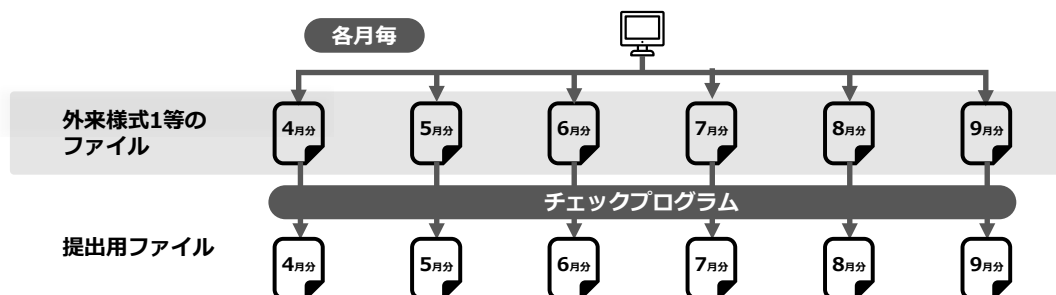 各月毎
外来様式1等の
ファイル
4月分 5月分 6月分 7月分 8月分 9月分
チェックプログラム
提出用ファイル
4月分 5月分 6月分 7月分 8月分 9月分